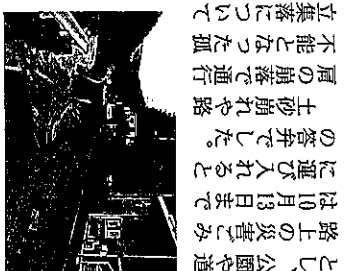 とし、公園や道
路上の災害ごみ
は10月13日まで
に運び入れると
の答弁でした。
土砂崩れや路
肩の崩落で通行
不能となった孤
立集落について